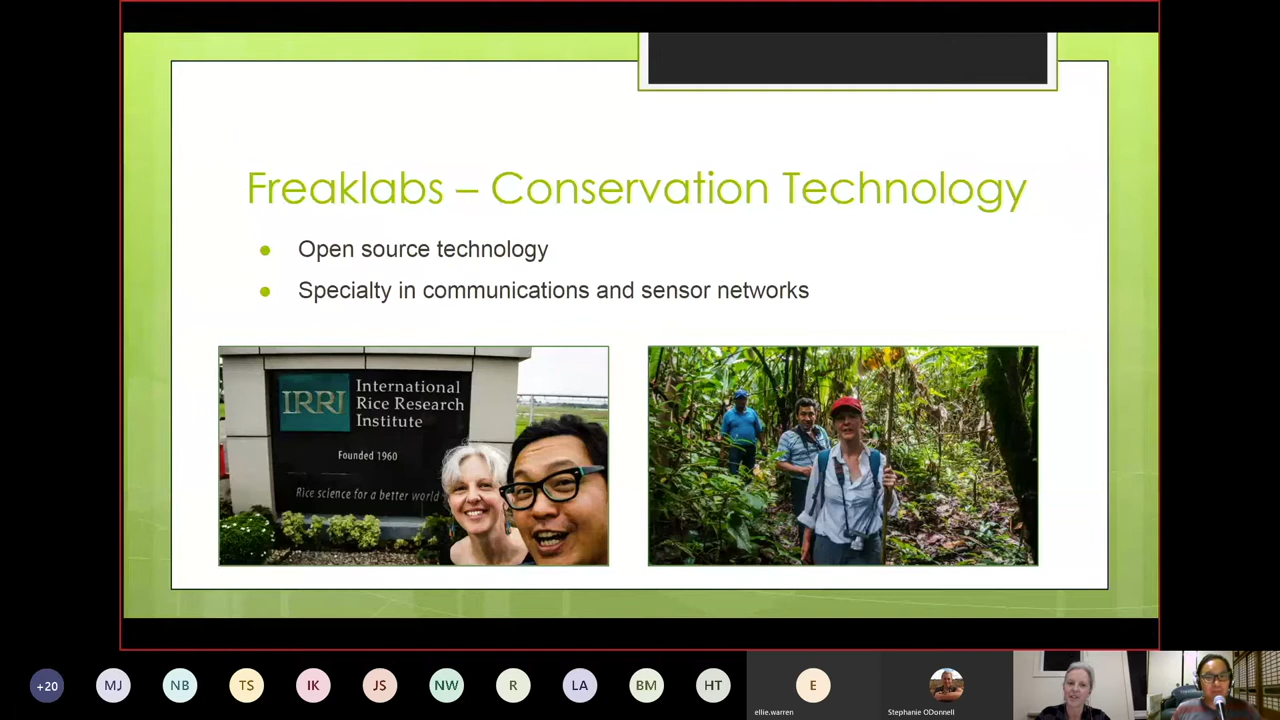 Freaklabs – Conservation Technology
Open source technology
Specialty in communications and sensor networks
IRRI
International
Rice Research
Institute
Founded 1960
Rice science for a better world
+20
MJ
NB
TS
IK
JS
NW
R
LA
BM
HT
E
ellie.warren
Stephanie ODonnell